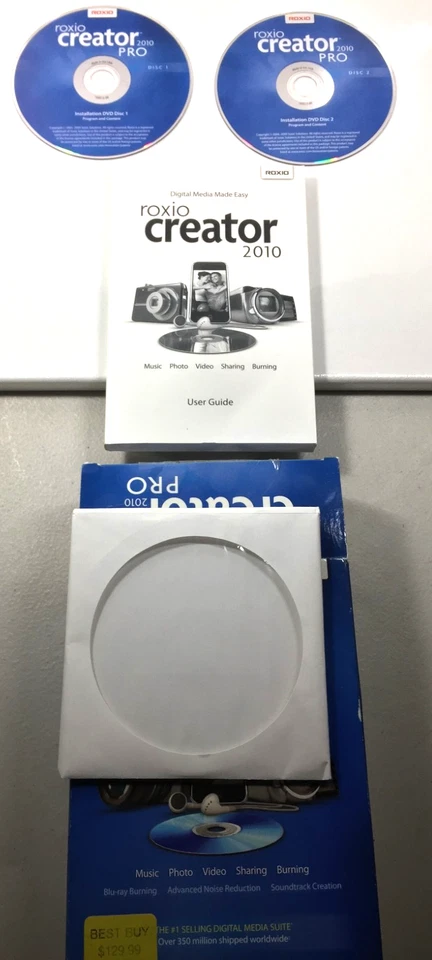 ROXIO
roxio
creator
2010
PRO
DISC 1
Installation DVD Disc 1
Program and Content
ROXIO
roxio
creator
2010
PRO
DISC 2
Installation DVD Disc 2
Program and Content
ROXIO
Digital Media Made Easy
roxio
creator
2010
Music Photo Video Sharing Burning
User Guide
creator
2010
PRO
Music Photo Video Sharing Burning
Blu-ray Burning Advanced Noise Reduction Soundtrack Creation
BEST BUY
$129.99
THE #1 SELLING DIGITAL MEDIA SUITE
Over 350 million shipped worldwide